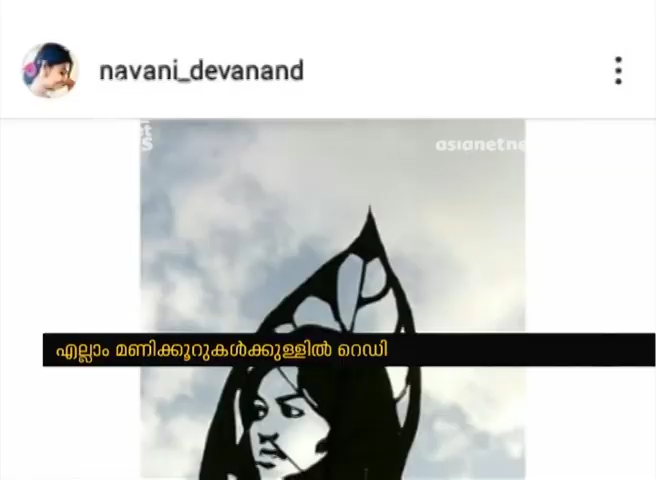 navani_devanand
asianetne
എല്ലാം മണിക്കൂറുകൾക്കുള്ളിൽ റെഡി